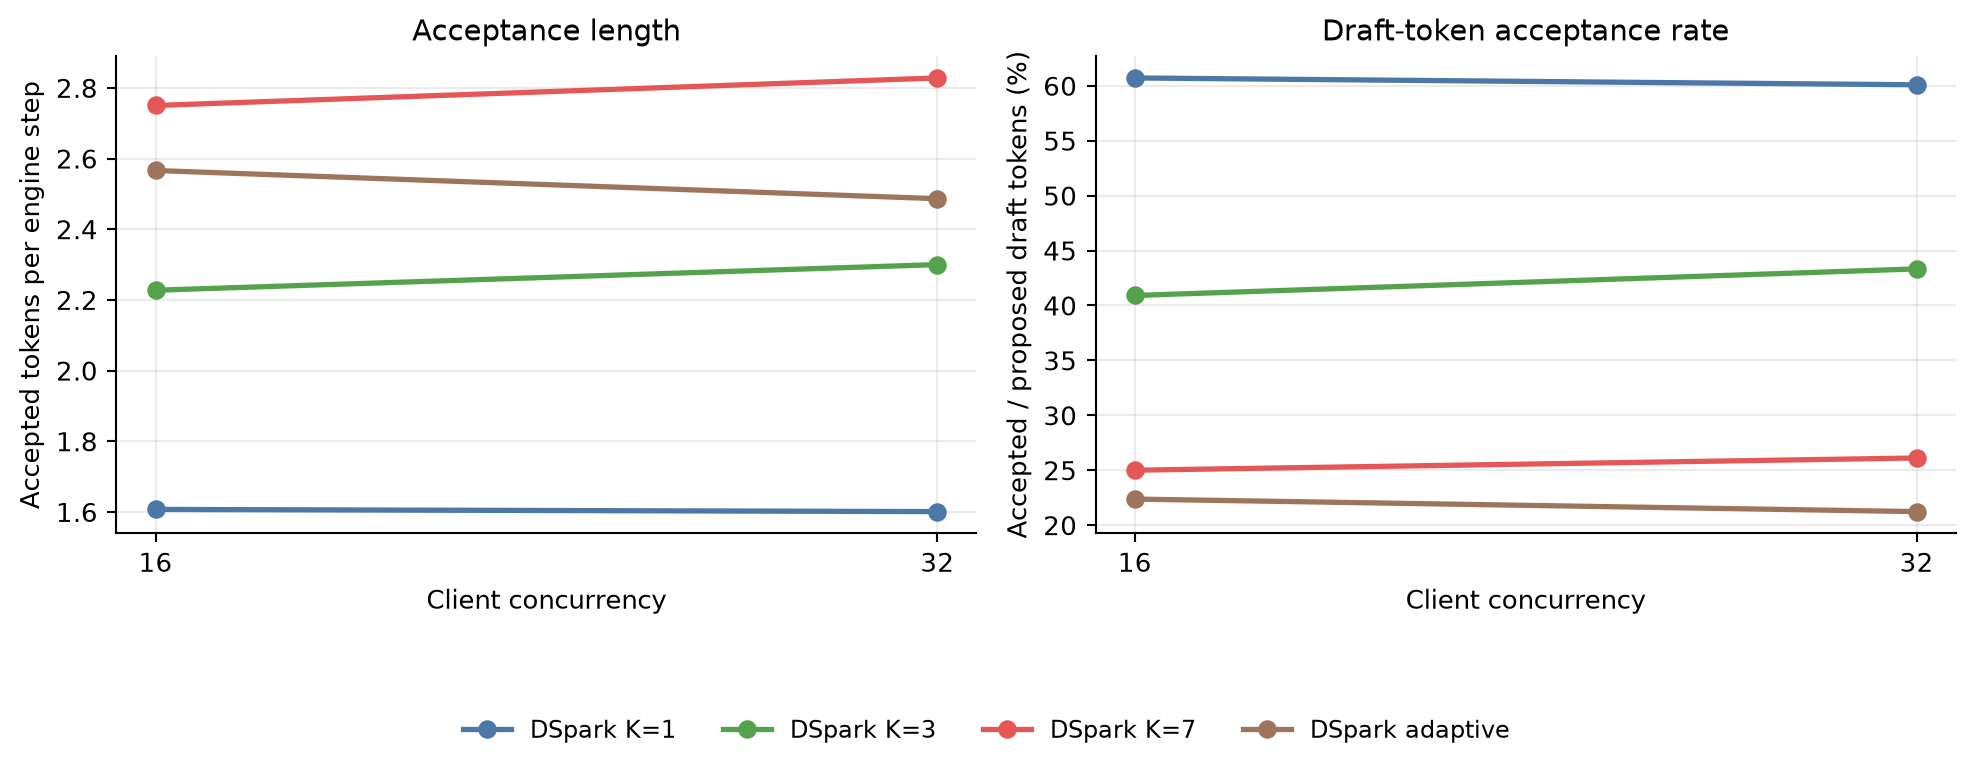 Acceptance length
Accepted tokens per engine step
2.8
2.6
2.4
2.2
2.0
1.8
1.6
16
32
Client concurrency
Draft-token acceptance rate
Accepted / proposed draft tokens (%)
60
55
50
45
40
35
30
25
20
16
32
Client concurrency
DSpark K=1
DSpark K=3
DSpark K=7
DSpark adaptive